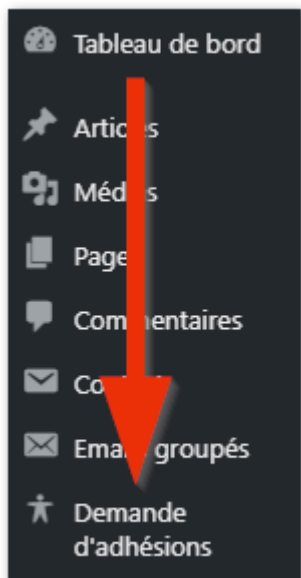 Tableau de bord
Articles
Médias
Pages
Commentaires
Emails groupés
Demande
d'adhésions